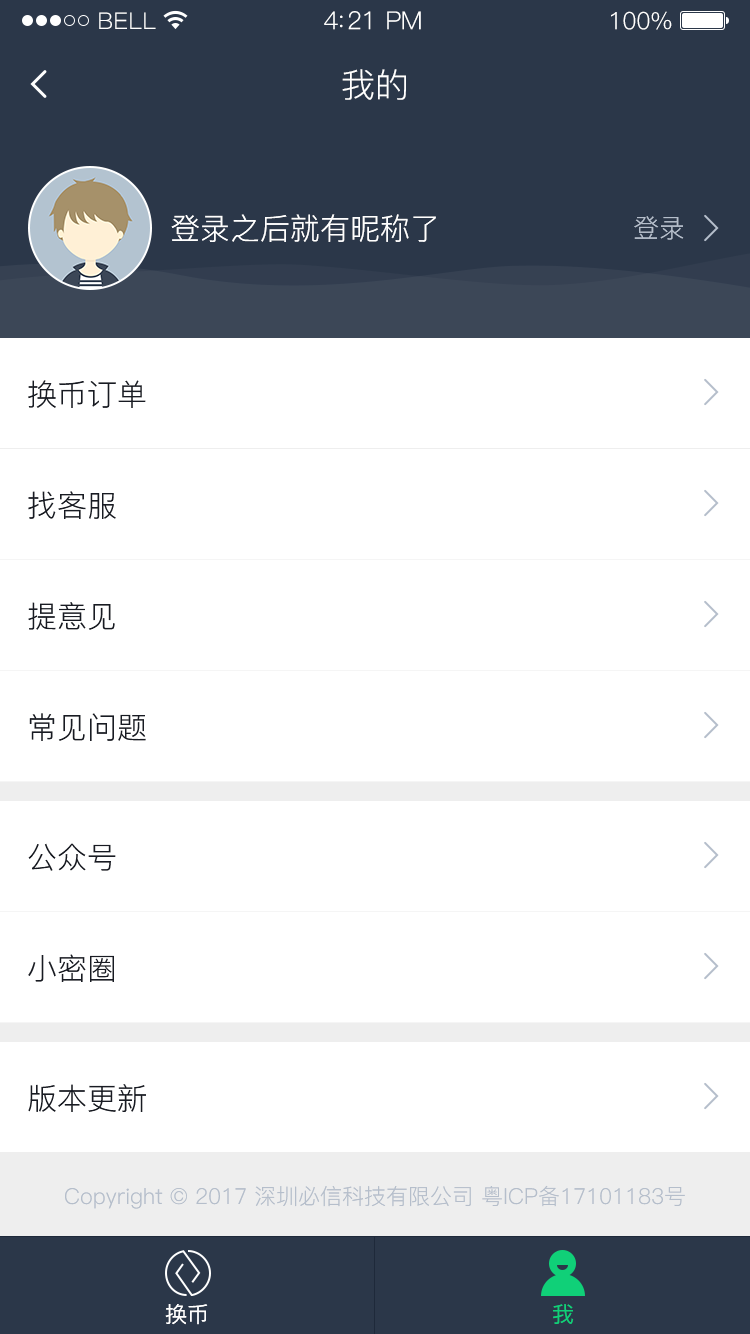 BELL 4:21 PM 100%
我的
登录之后就有昵称了 登录
换币订单
找客服
提意见
常见问题
公众号
小密圈
版本更新
Copyright © 2017 深圳必信科技有限公司 粤ICP备17101183号
换币 我